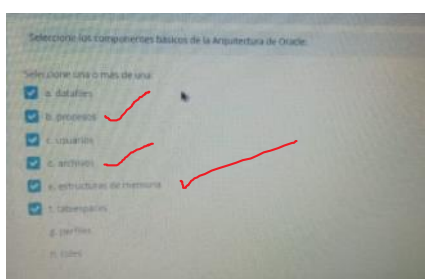 Seleccione los componentes básicos de la Arquitectura de Oracle:
Seleccione una o más de una:
a. datafiles
b. procesos
c. usuarios
d. archivos
e. estructuras de memoria
f. tablespaces
g. perfiles
h. roles